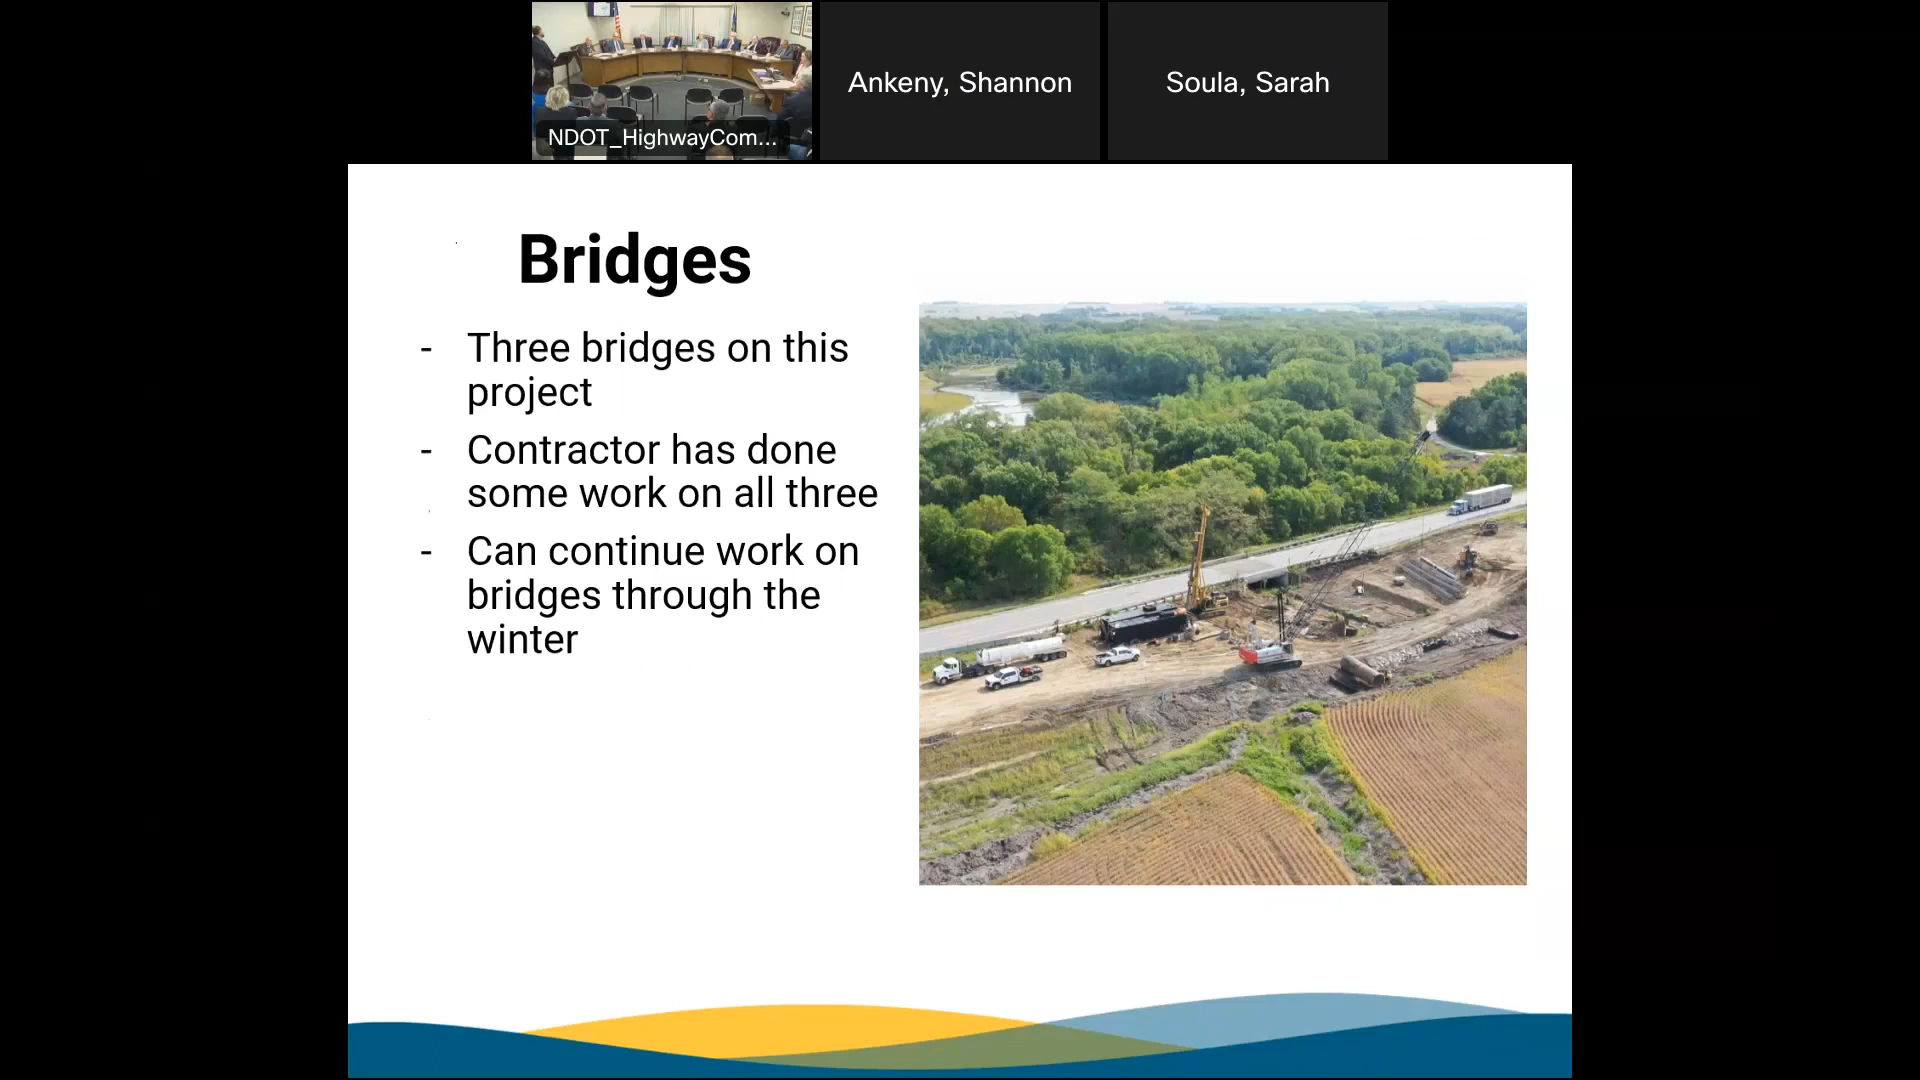 NDOT_HighwayCom...
Ankeny, Shannon
Soula, Sarah
Bridges
- Three bridges on this
project
- Contractor has done
some work on all three
- Can continue work on
bridges through the
winter